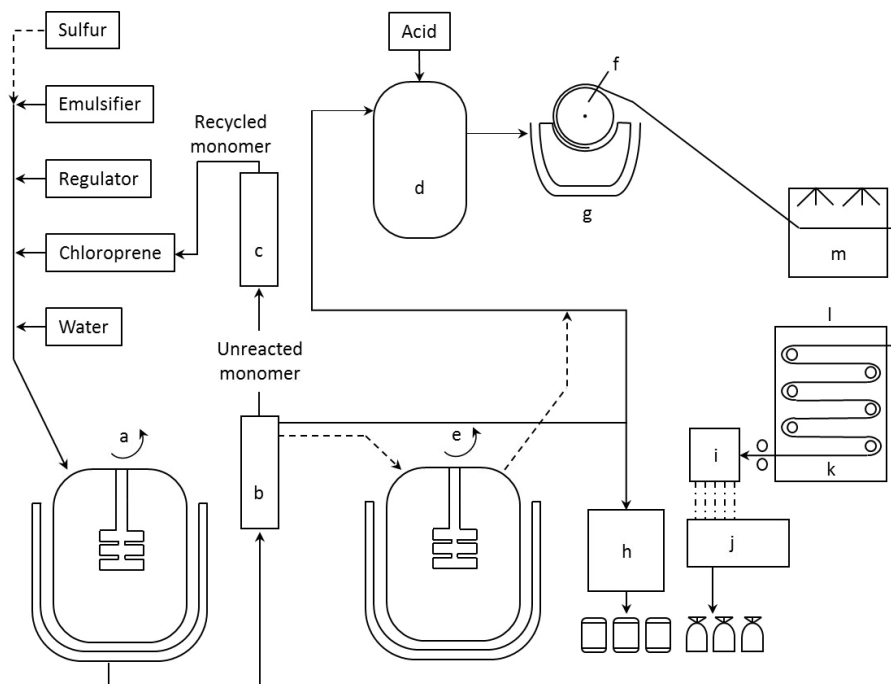 Sulfur
Acid
f
Emulsifier
Recycled
monomer
Regulator
d
g
Chloroprene
c
m
Water
l
Unreacted
monomer
a
e
i
k
b
h
j